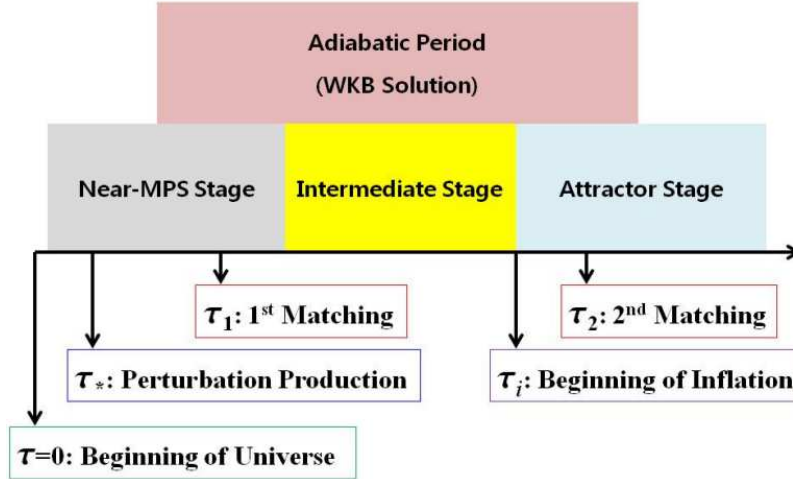 Adiabatic Period
(WKB Solution)
Near-MPS Stage
Intermediate Stage
Attractor Stage
τ₁: 1ˢᵗ Matching
τ₂: 2ⁿᵈ Matching
τ*: Perturbation Production
τᵢ: Beginning of Inflation
τ=0: Beginning of Universe